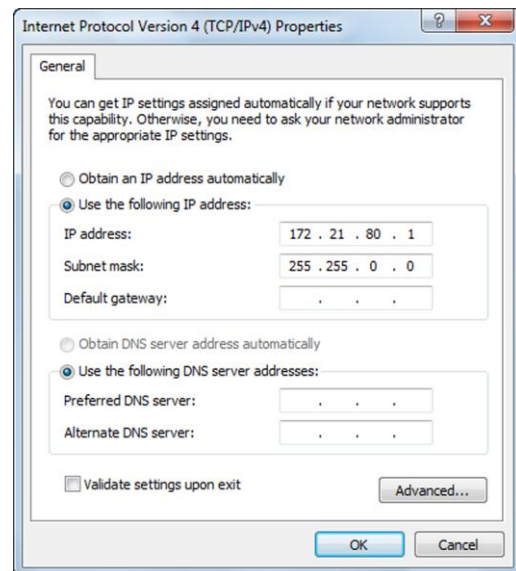 Internet Protocol Version 4 (TCP/IPv4) Properties
General
You can get IP settings assigned automatically if your network supports
this capability. Otherwise, you need to ask your network administrator
for the appropriate IP settings.
Obtain an IP address automatically
Use the following IP address:
IP address: 172 . 21 . 80 . 1
Subnet mask: 255 . 255 . 0 . 0
Default gateway: . . .
Obtain DNS server address automatically
Use the following DNS server addresses:
Preferred DNS server: . . .
Alternate DNS server: . . .
Validate settings upon exit
Advanced...
OK Cancel